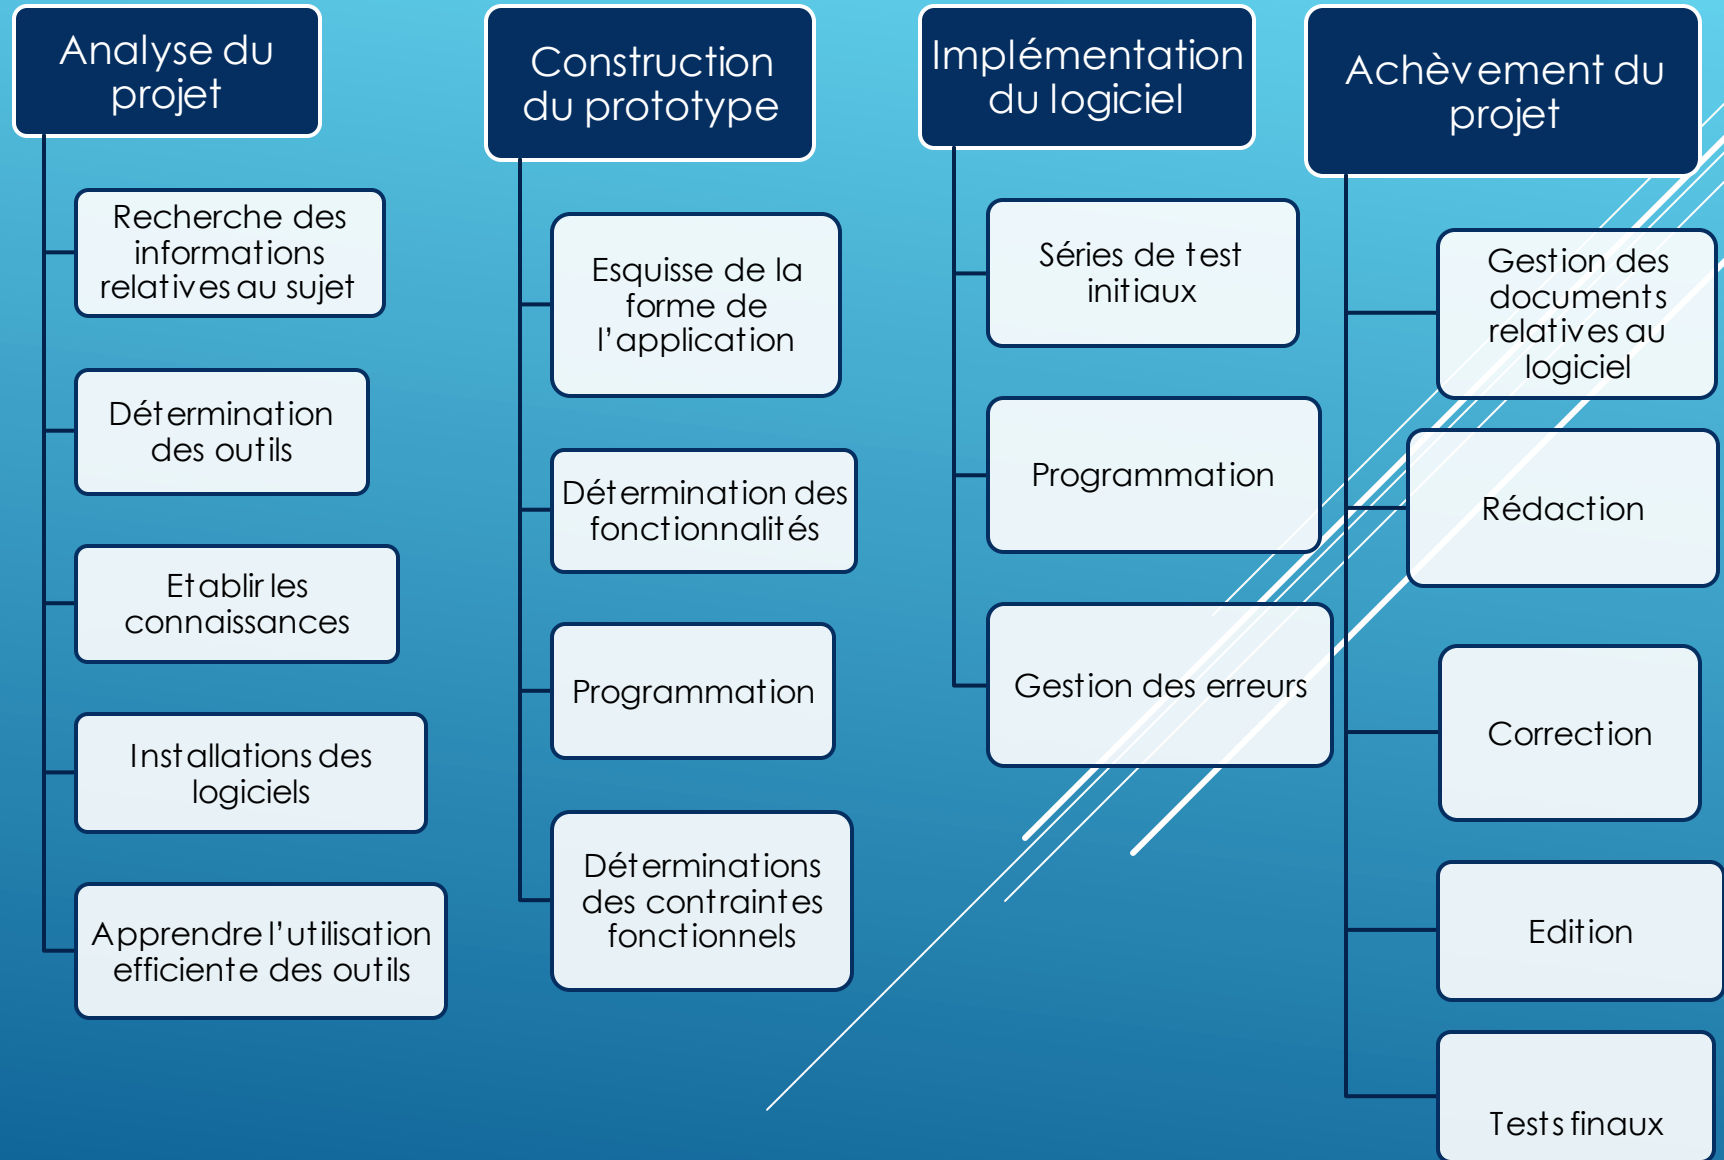 Analyse du
projet
Recherche des
informations
relatives au sujet
Détermination
des outils
Etablir les
connaissances
Installations des
logiciels
Apprendre l'utilisation
efficiente des outils
Construction
du prototype
Esquisse de la
forme de
l'application
Détermination des
fonctionnalités
Programmation
Déterminations
des contraintes
fonctionnels
Implémentation
du logiciel
Séries de test
initiaux
Programmation
Gestion des erreurs
Achèvement du
projet
Gestion des
documents
relatives au
logiciel
Rédaction
Correction
Edition
Tests finaux